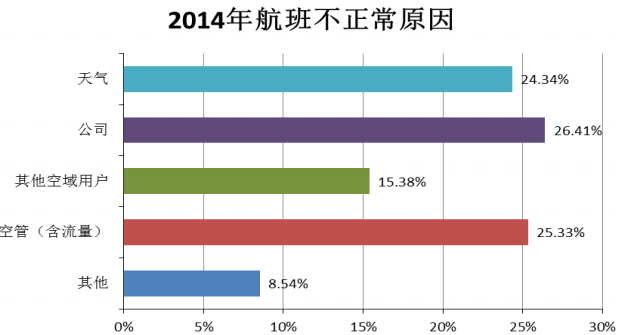 2014年航班不正常原因
天气
24.34%
公司
26.41%
其他空域用户
15.38%
空管（含流量）
25.33%
其他
8.54%
0% 5% 10% 15% 20% 25% 30%